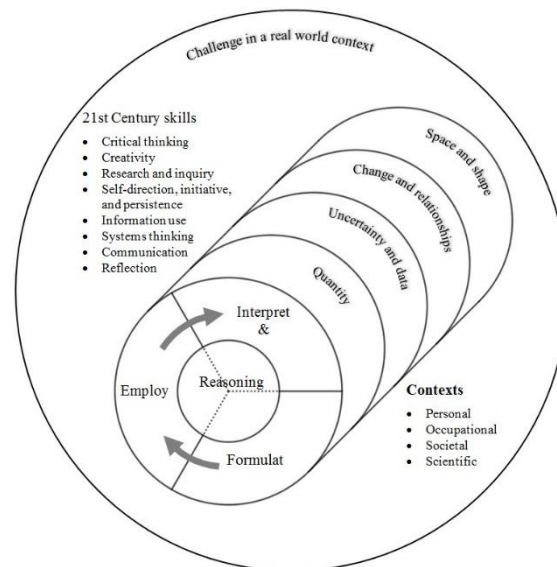 Challenge in a real world context
21st Century skills
• Critical thinking
• Creativity
• Research and inquiry
• Self-direction, initiative,
and persistence
• Information use
• Systems thinking
• Communication
• Reflection
Space and shape
Change and relationships
Uncertainty and data
Quantity
Interpret
&
Employ
Reasoning
Formulat
Contexts
• Personal
• Occupational
• Societal
• Scientific